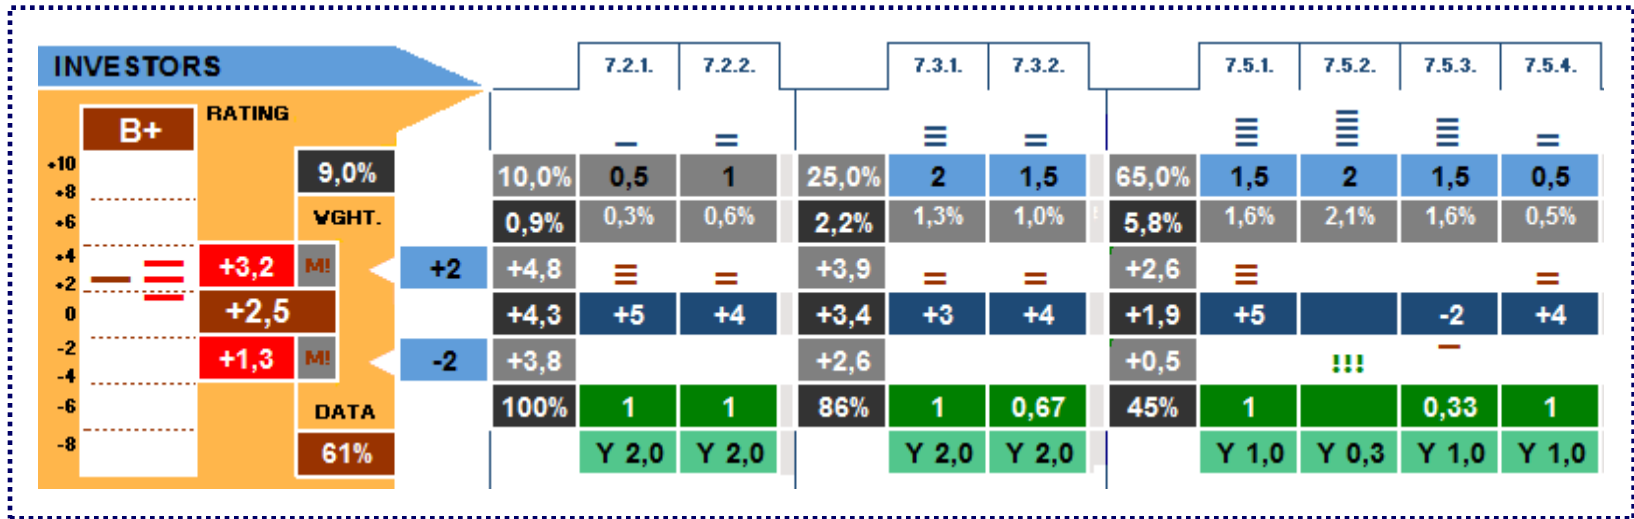 INVESTORS 7.2.1. 7.2.2. 7.3.1. 7.3.2. 7.5.1. 7.5.2. 7.5.3. 7.5.4.
RATING
B+
+10
9,0% 10,0% 0,5 1 25,0% 2 1,5 65,0% 1,5 2 1,5 0,5
+8
+6 WGHT. 0,9% 0,3% 0,6% 2,2% 1,3% 1,0% 5,8% 1,6% 2,1% 1,6% 0,5%
+4
+3,2 M! +2 +4,8 +3,9 +2,6
+2
0 +2,5 +4,3 +5 +4 +3,4 +3 +4 +1,9 +5 -2 +4
-2
+1,3 M! -2 +3,8 +2,6 +0,5 !!!
-4
-6 DATA 100% 1 1 86% 1 0,67 45% 1 0,33 1
-8 61% Y 2,0 Y 2,0 Y 2,0 Y 2,0 Y 1,0 Y 0,3 Y 1,0 Y 1,0